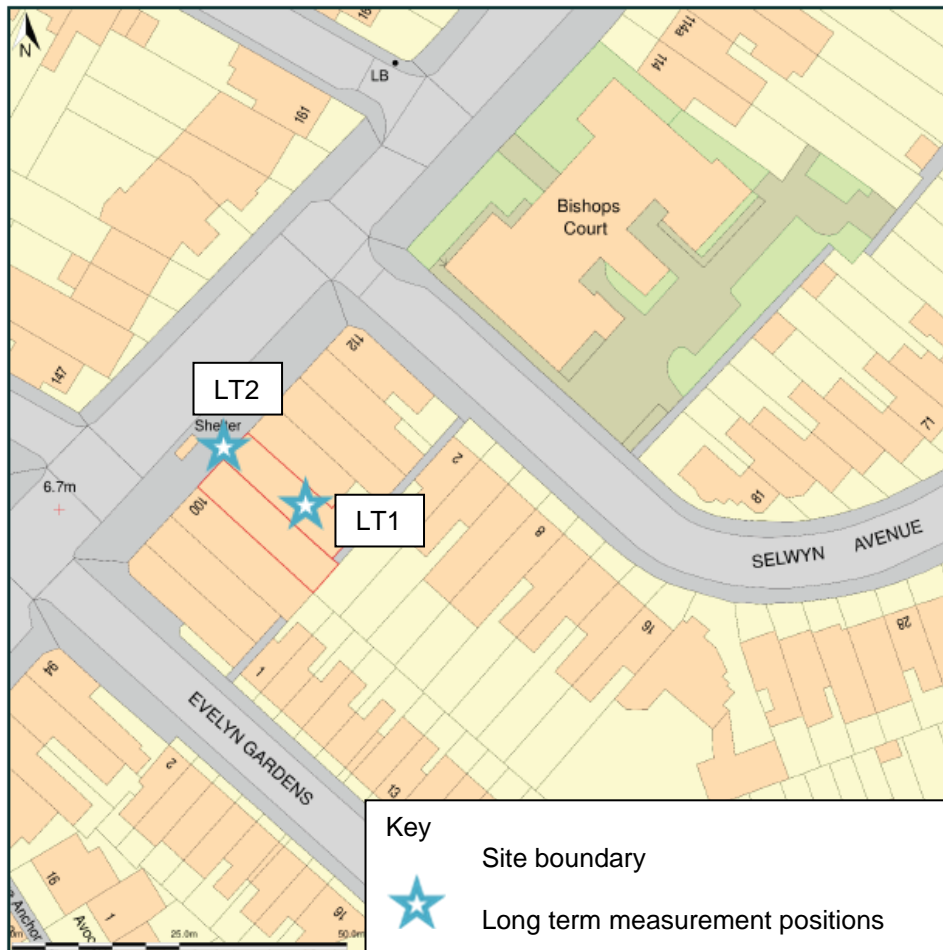 N
LB
161
114a
114
Bishops
Court
112
147
LT2
Shelter
6.7m
100
LT1
2
8
16
71
81
SELWYN AVENUE
28
94
1
EVELYN GARDENS
2
13
16
1
16
Key
Site boundary
Long term measurement positions
25.0m
50.0m